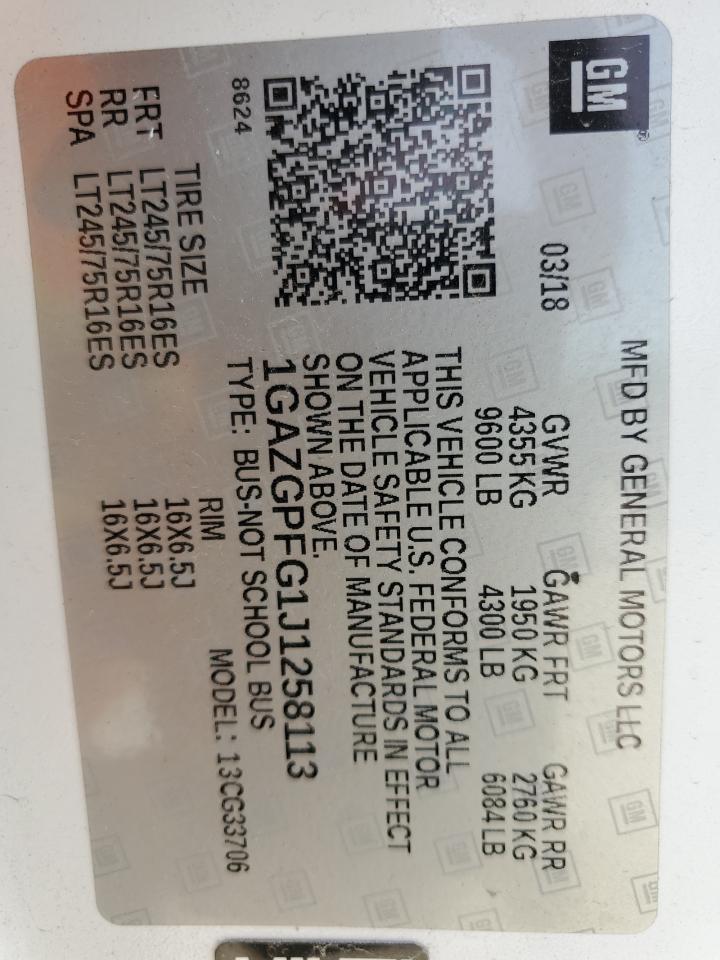 GM
MFD BY GENERAL MOTORS LLC
03/18 GVWR GAWR FRT GAWR RR
4355 KG 1950 KG 2760 KG
9600 LB 4300 LB 6084 LB
THIS VEHICLE CONFORMS TO ALL
APPLICABLE U.S. FEDERAL MOTOR
VEHICLE SAFETY STANDARDS IN EFFECT
ON THE DATE OF MANUFACTURE
SHOWN ABOVE.
1GAZGPFG1J1258113
8624 TYPE: BUS-NOT SCHOOL BUS
MODEL: 13CG33706
TIRE SIZE RIM
FRT LT245/75R16ES 16X6.5J
RR LT245/75R16ES 16X6.5J
SPA LT245/75R16ES 16X6.5J